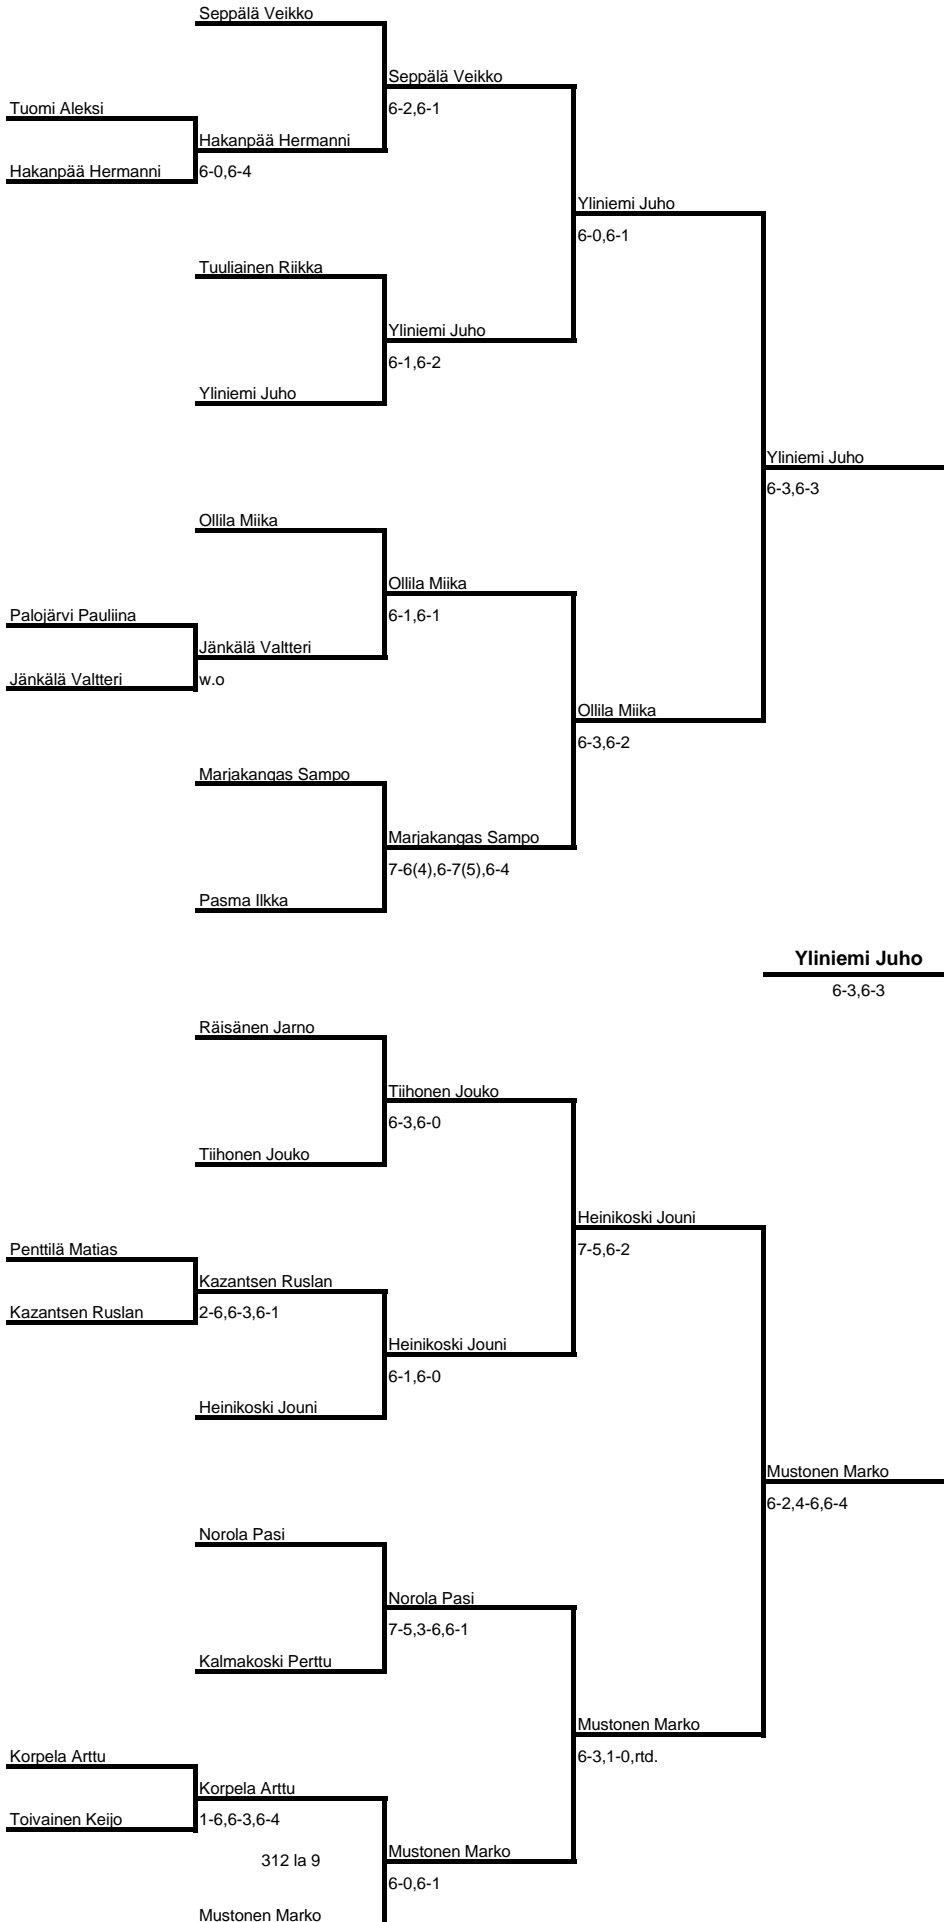 Seppälä Veikko
Seppälä Veikko
6-2,6-1
Tuomi Aleksi
Hakanpää Hermanni
Hakanpää Hermanni
6-0,6-4
Yliniemi Juho
6-0,6-1
Tuuliainen Riikka
Yliniemi Juho
6-1,6-2
Yliniemi Juho
Yliniemi Juho
6-3,6-3
Ollila Miika
Ollila Miika
6-1,6-1
Palojärvi Pauliina
Jänkälä Valtteri
Jänkälä Valtteri
w.o
Ollila Miika
6-3,6-2
Marjakangas Sampo
Marjakangas Sampo
7-6(4),6-7(5),6-4
Pasma Ilkka
Yliniemi Juho
6-3,6-3
Räisänen Jarno
Tiihonen Jouko
6-3,6-0
Tiihonen Jouko
Heinikoski Jouni
7-5,6-2
Penttilä Matias
Kazantsen Ruslan
Kazantsen Ruslan
2-6,6-3,6-1
Heinikoski Jouni
6-1,6-0
Heinikoski Jouni
Mustonen Marko
6-2,4-6,6-4
Norola Pasi
Norola Pasi
7-5,3-6,6-1
Kalmakoski Perttu
Mustonen Marko
6-3,1-0,rtd.
Korpela Arttu
Korpela Arttu
Toivainen Keijo
1-6,6-3,6-4
312 la 9
Mustonen Marko
6-0,6-1
Mustonen Marko